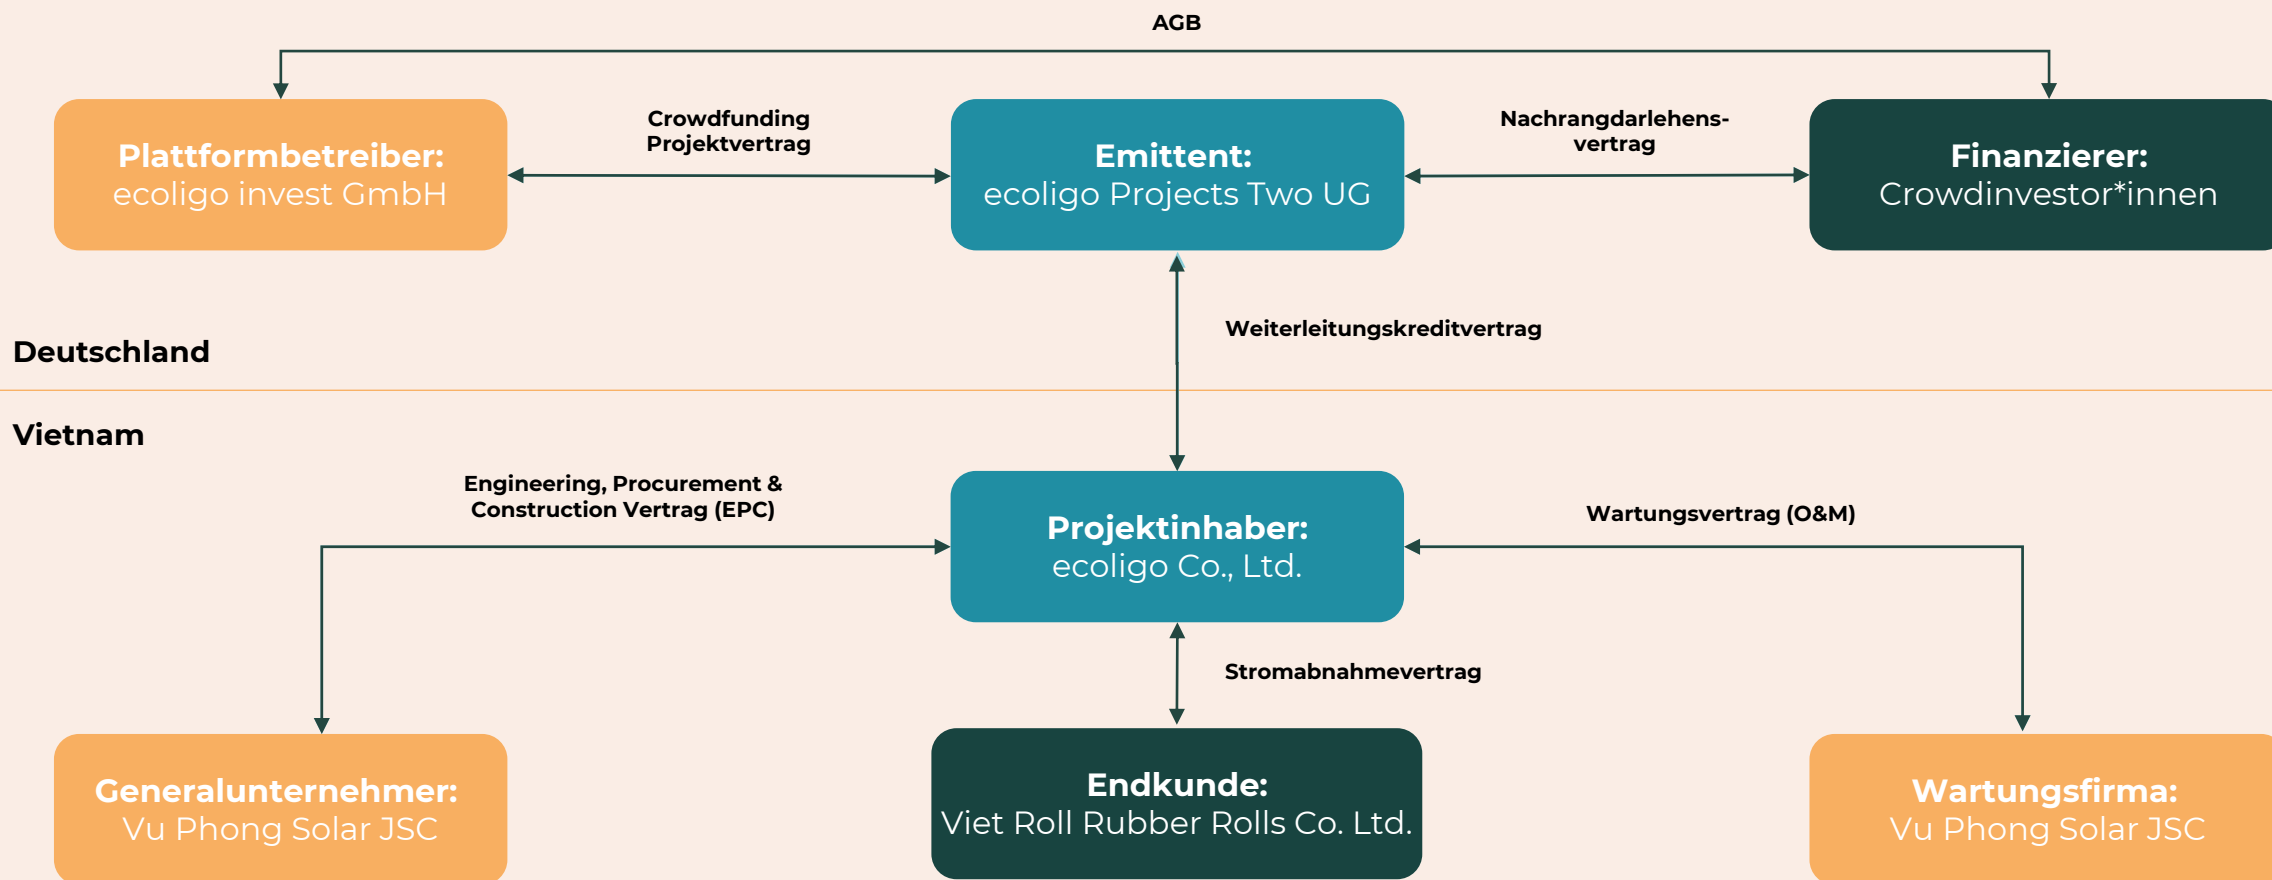 AGB
Plattformbetreiber:
ecoligo invest GmbH
Crowdfunding
Projektvertrag
Emittent:
ecoligo Projects Two UG
Nachrangdarlehens-
vertrag
Finanzierer:
Crowdinvestor*innen
Weiterleitungskreditvertrag
Deutschland
Vietnam
Engineering, Procurement &
Construction Vertrag (EPC)
Projektinhaber:
ecoligo Co., Ltd.
Wartungsvertrag (O&M)
Stromabnahmevertrag
Generalunternehmer:
Vu Phong Solar JSC
Endkunde:
Viet Roll Rubber Rolls Co. Ltd.
Wartungsfirma:
Vu Phong Solar JSC